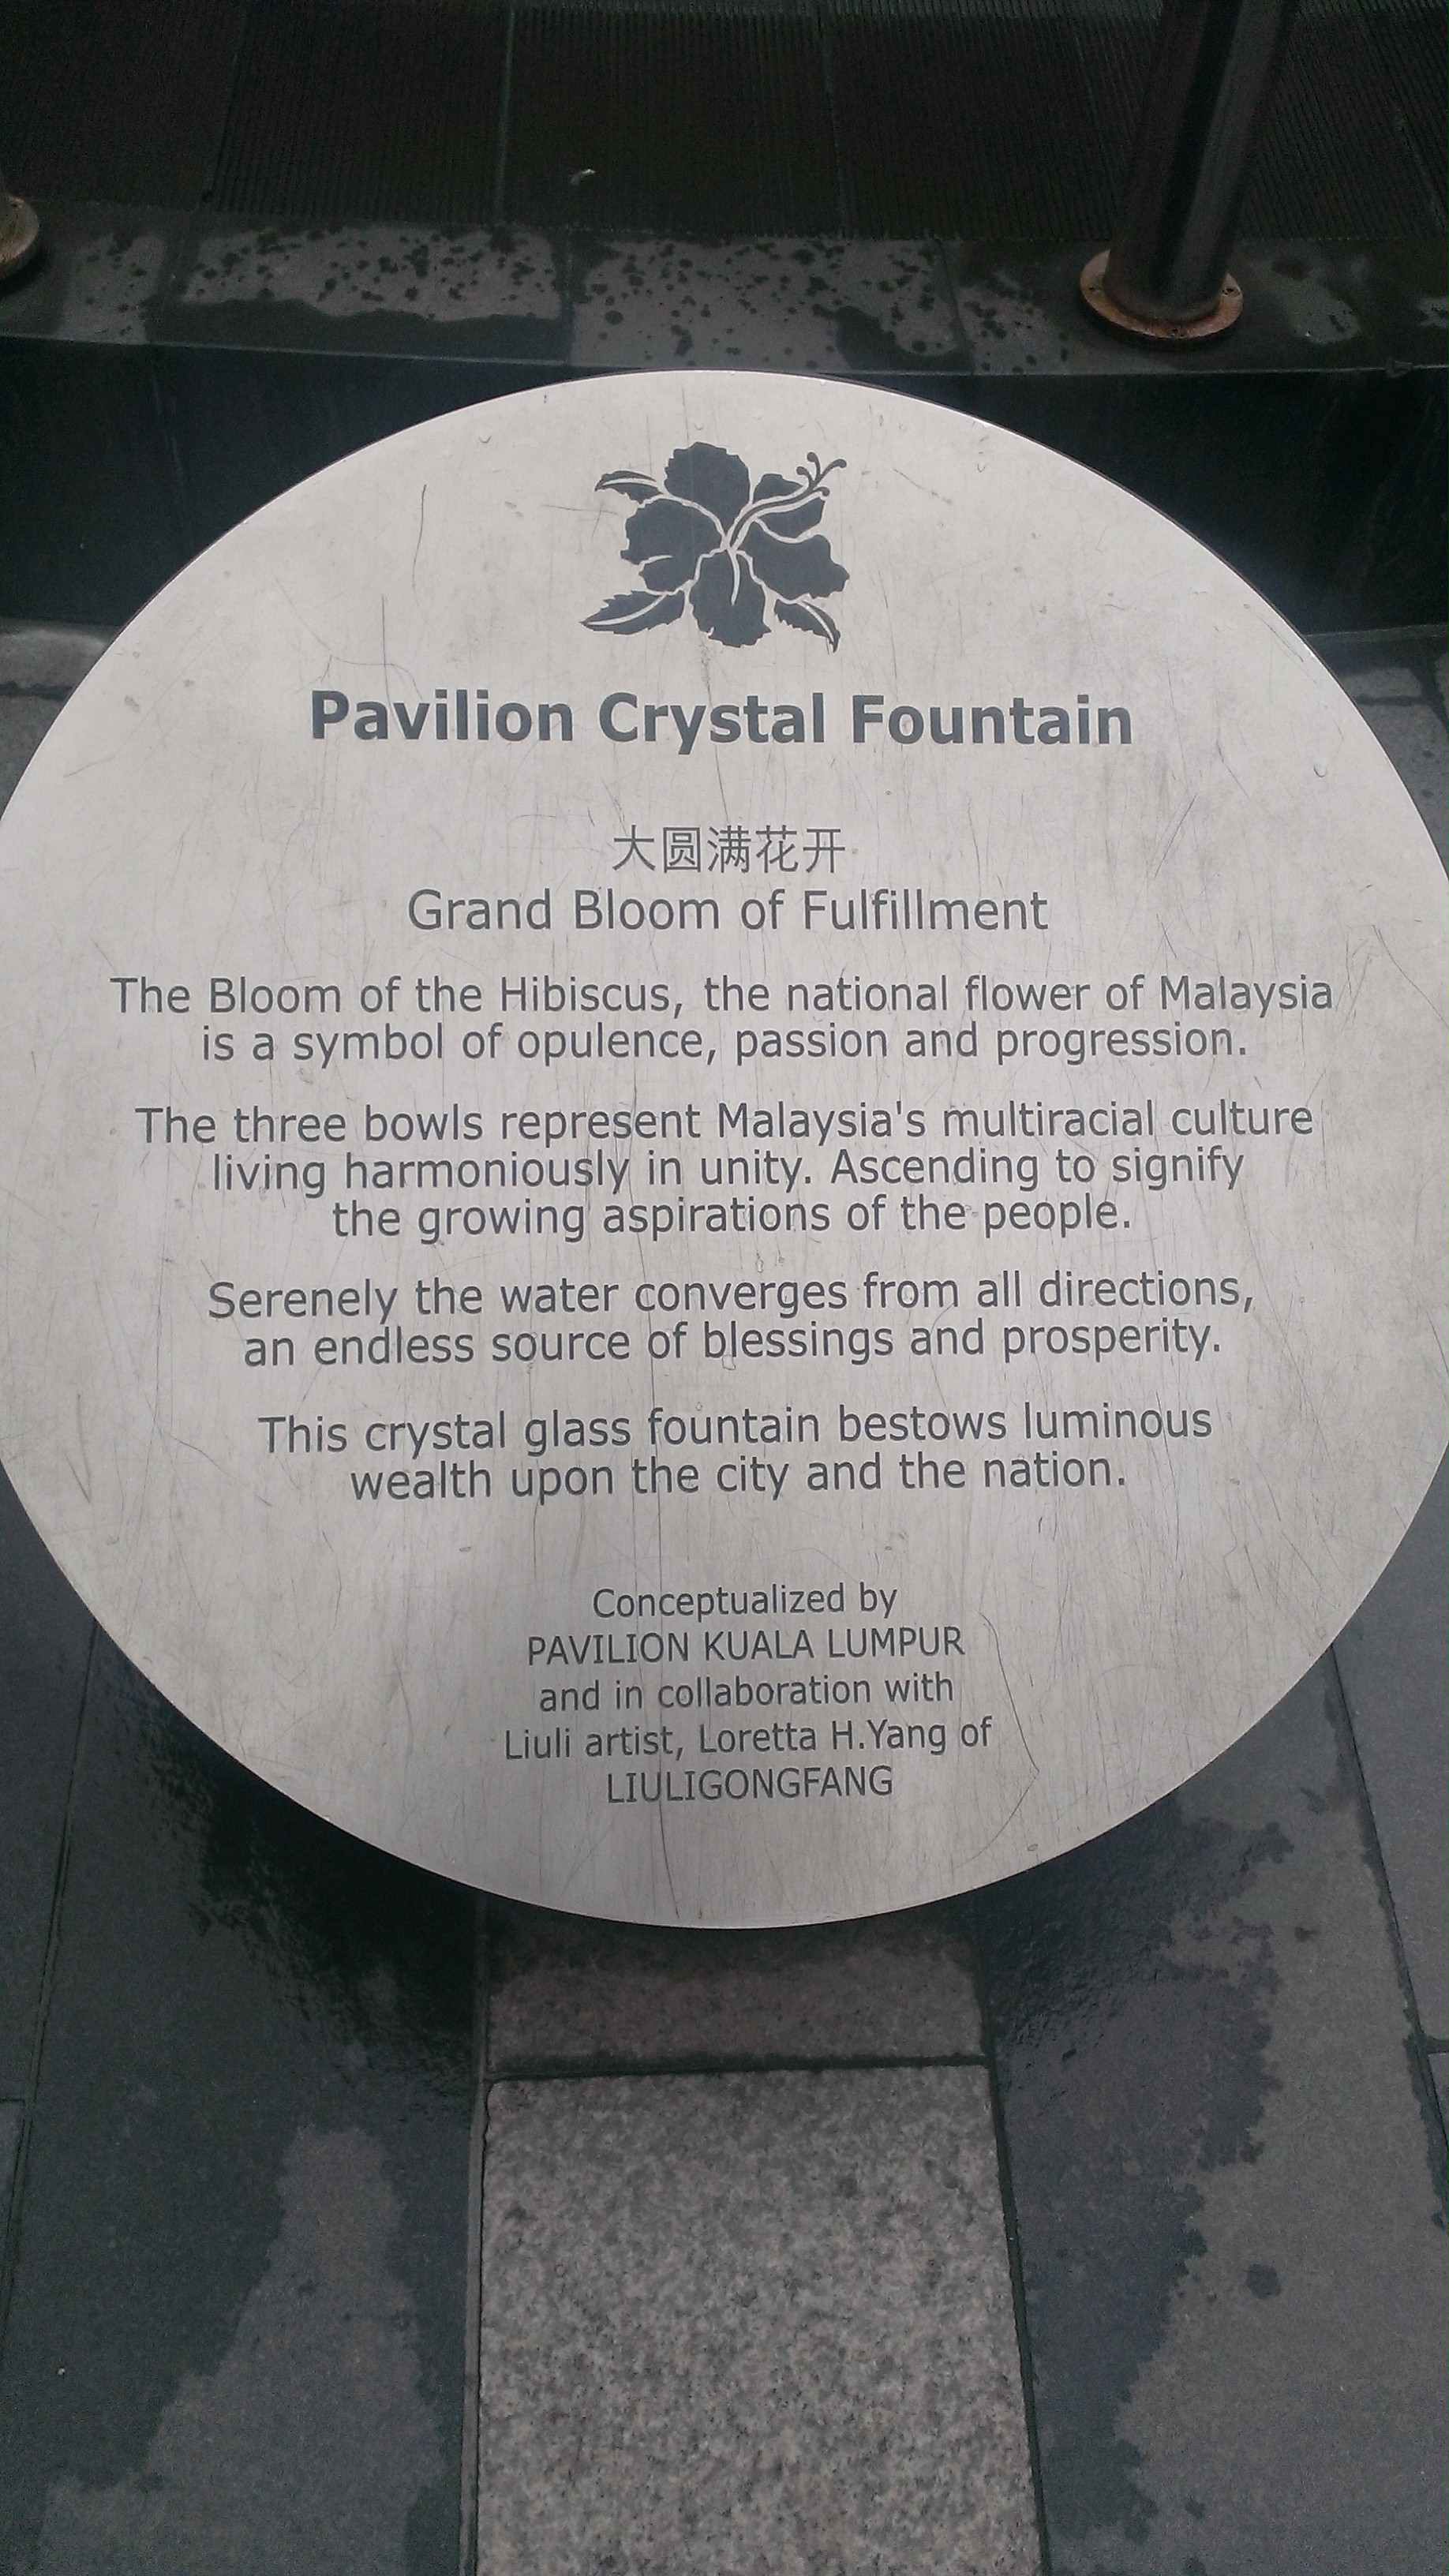 Pavilion Crystal Fountain
大圆满花开
Grand Bloom of Fulfillment
The Bloom of the Hibiscus, the national flower of Malaysia
is a symbol of opulence, passion and progression.
The three bowls represent Malaysia's multiracial culture
living harmoniously in unity. Ascending to signify
the growing aspirations of the people.
Serenely the water converges from all directions,
an endless source of blessings and prosperity.
This crystal glass fountain bestows luminous
wealth upon the city and the nation.
Conceptualized by
PAVILION KUALA LUMPUR
and in collaboration with
Liuli artist, Loretta H.Yang of
LIULIGONGFANG